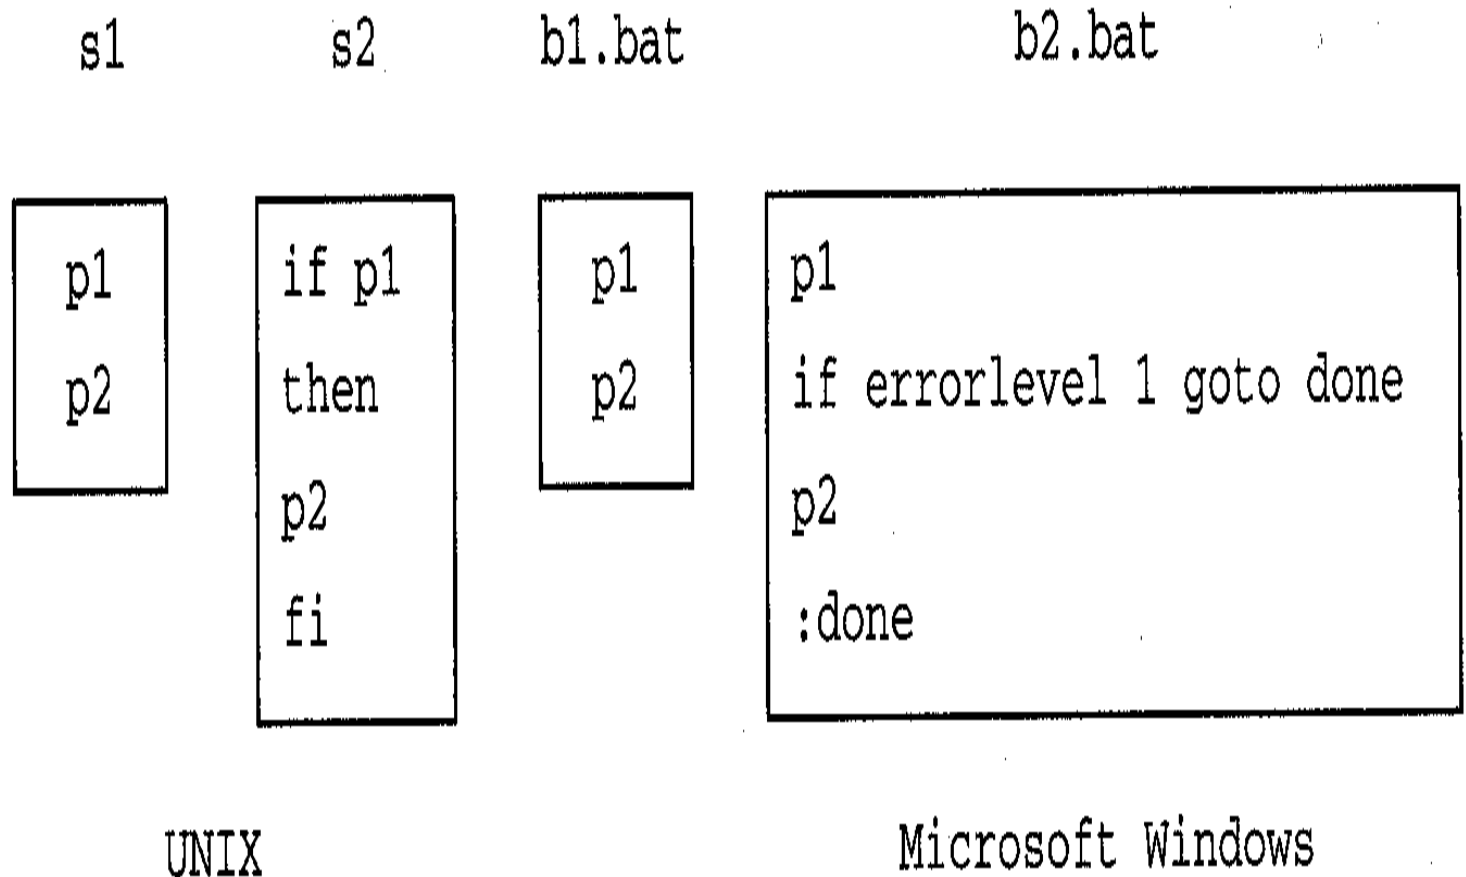 s1 s2 b1.bat b2.bat
p1
p2
if p1
then
p2
fi
p1
p2
p1
if errorlevel 1 goto done
p2
:done
UNIX
Microsoft Windows